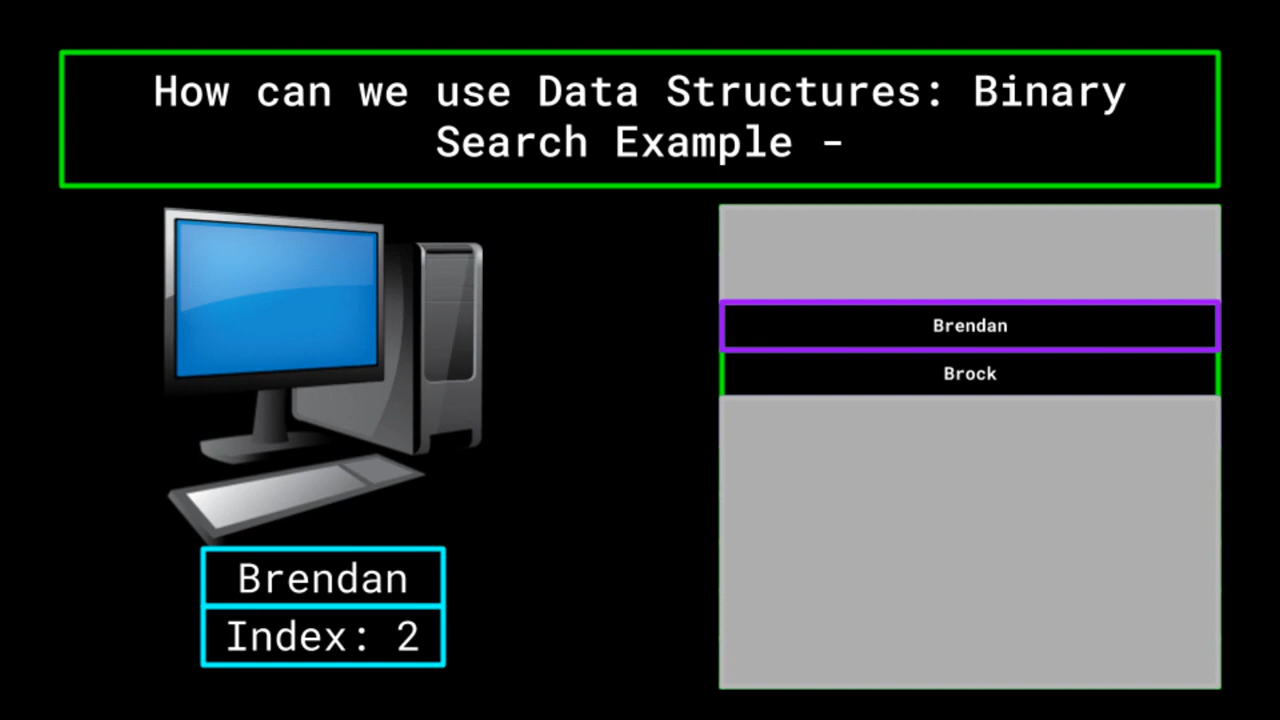 How can we use Data Structures: Binary
Search Example -
Brendan
Brock
Brendan
Index: 2